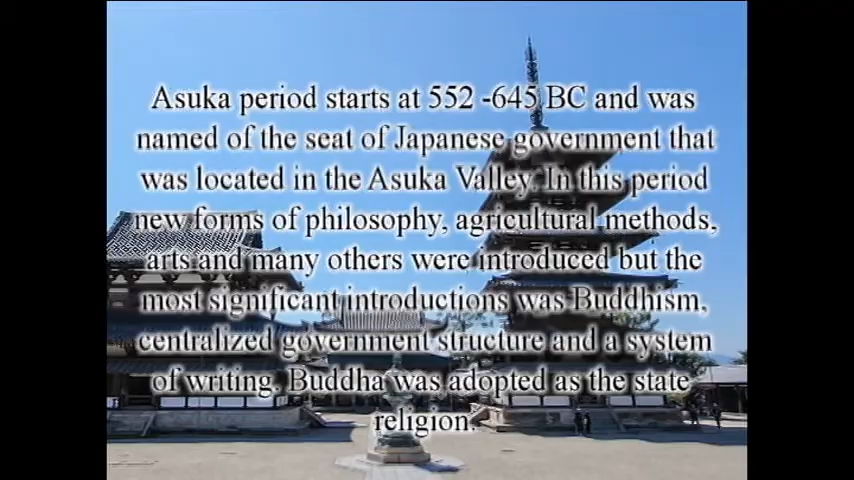 Asuka period starts at 552 -645 BC and was
named of the seat of Japanese government that
was located in the Asuka Valley. In this period
new forms of philosophy, agricultural methods,
arts and many others were introduced but the
most significant introductions was Buddhism,
centralized government structure and a system
of writing. Buddha was adopted as the state
religion.